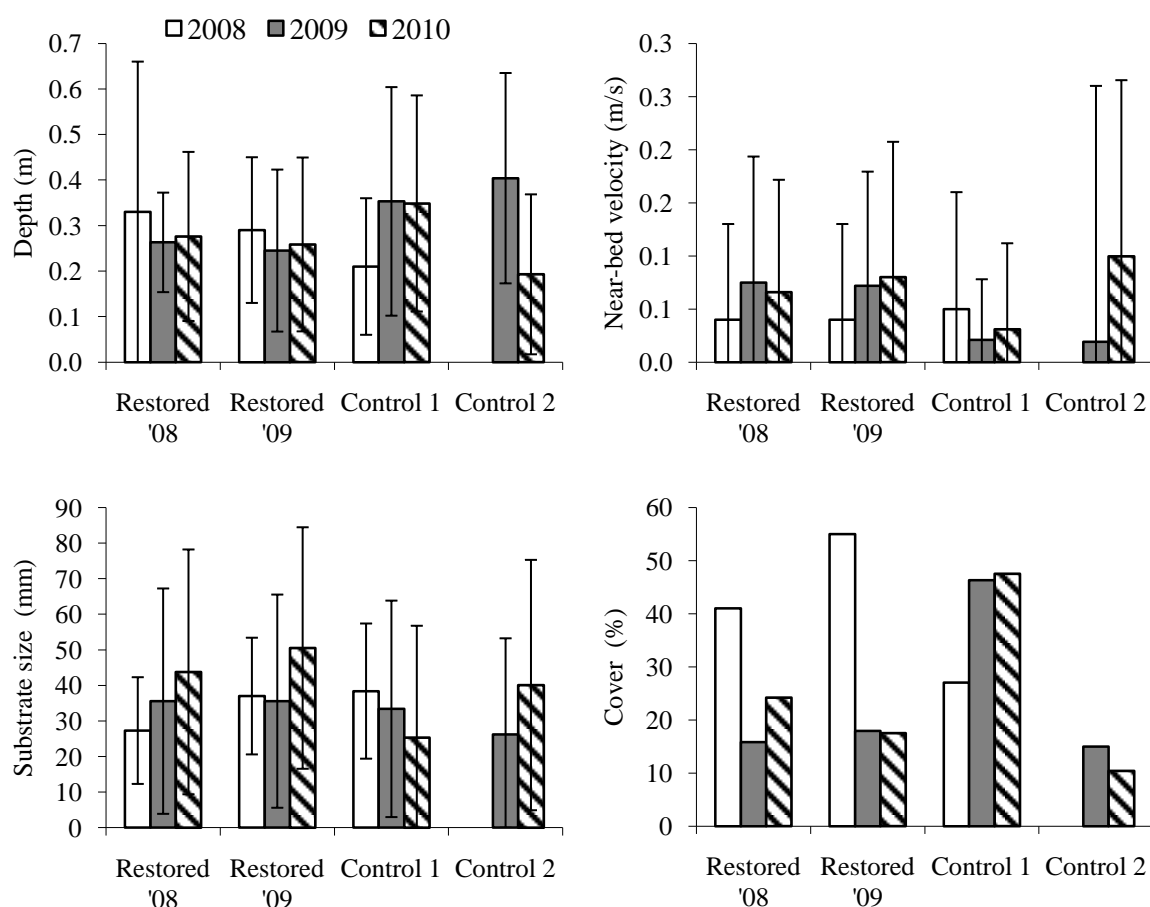 2008 2009 2010
Depth (m)
0.7
0.6
0.5
0.4
0.3
0.2
0.1
0.0
Restored '08
Restored '09
Control 1
Control 2
Near-bed velocity (m/s)
0.3
0.3
0.2
0.2
0.1
0.1
0.0
Restored '08
Restored '09
Control 1
Control 2
Substrate size (mm)
90
80
70
60
50
40
30
20
10
0
Restored '08
Restored '09
Control 1
Control 2
Cover (%)
60
50
40
30
20
10
0
Restored '08
Restored '09
Control 1
Control 2